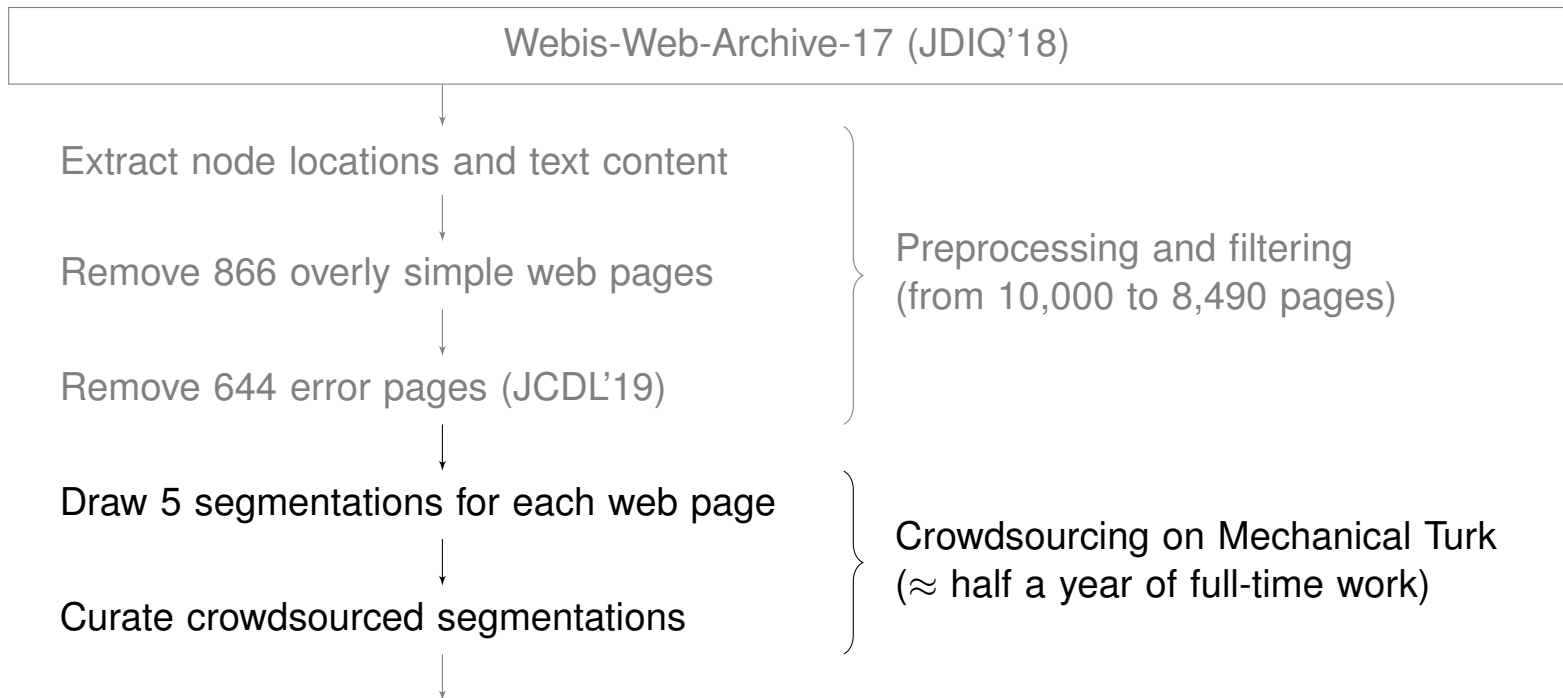 Webis-Web-Archive-17 (JDIQ'18)
Extract node locations and text content
Remove 866 overly simple web pages
Preprocessing and filtering
(from 10,000 to 8,490 pages)
Remove 644 error pages (JCDL'19)
Draw 5 segmentations for each web page
Crowdsourcing on Mechanical Turk
(≈ half a year of full-time work)
Curate crowdsourced segmentations